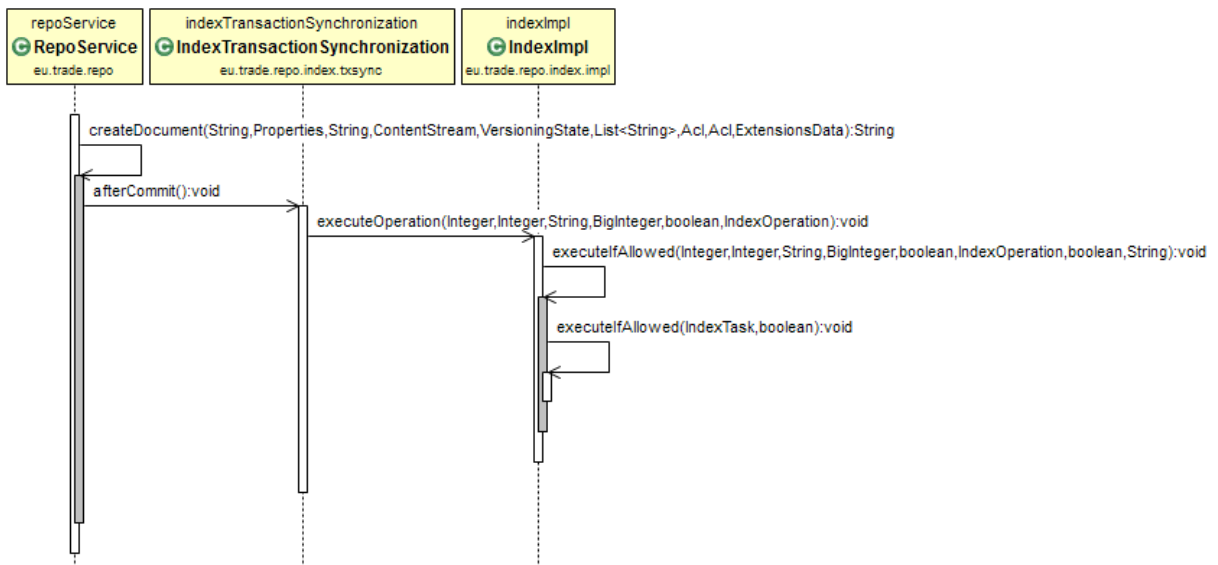 repoService
C RepoService
eu.trade.repo
indexTransactionSynchronization
C IndexTransactionSynchronization
eu.trade.repo.index.txsync
indexImpl
C IndexImpl
eu.trade.repo.index.impl
createDocument(String,Properties,String,ContentStream,VersioningState,List<String>,Acl,Acl,ExtensionsData):String
afterCommit():void
executeOperation(Integer,Integer,String,BigInteger,boolean,IndexOperation):void
executeIfAllowed(Integer,Integer,String,BigInteger,boolean,IndexOperation,boolean,String):void
executeIfAllowed(IndexTask,boolean):void